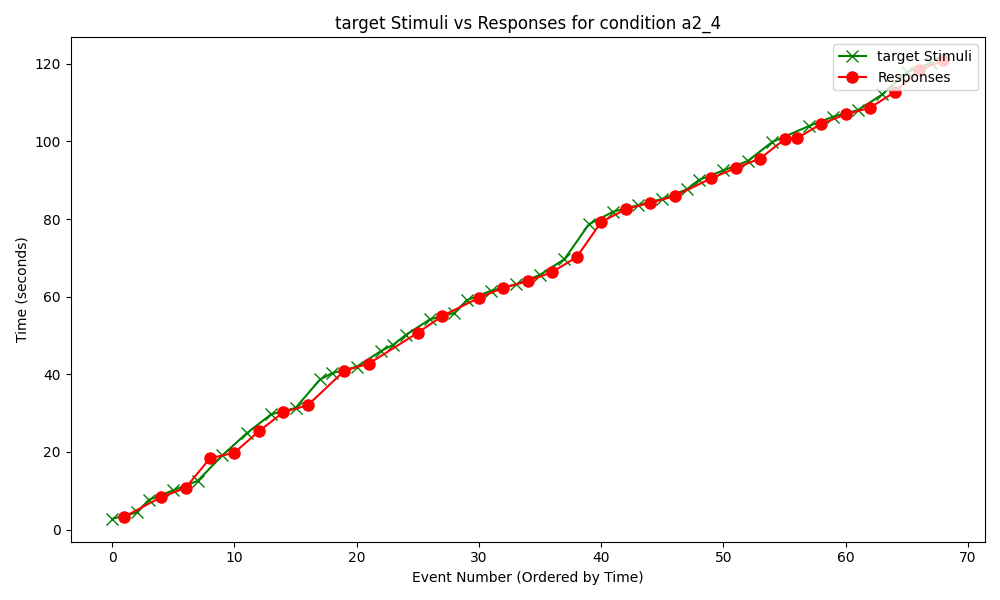 target Stimuli vs Responses for condition a2_4
target Stimuli
Responses
Time (seconds)
120
100
80
60
40
20
0
0 10 20 30 40 50 60 70
Event Number (Ordered by Time)